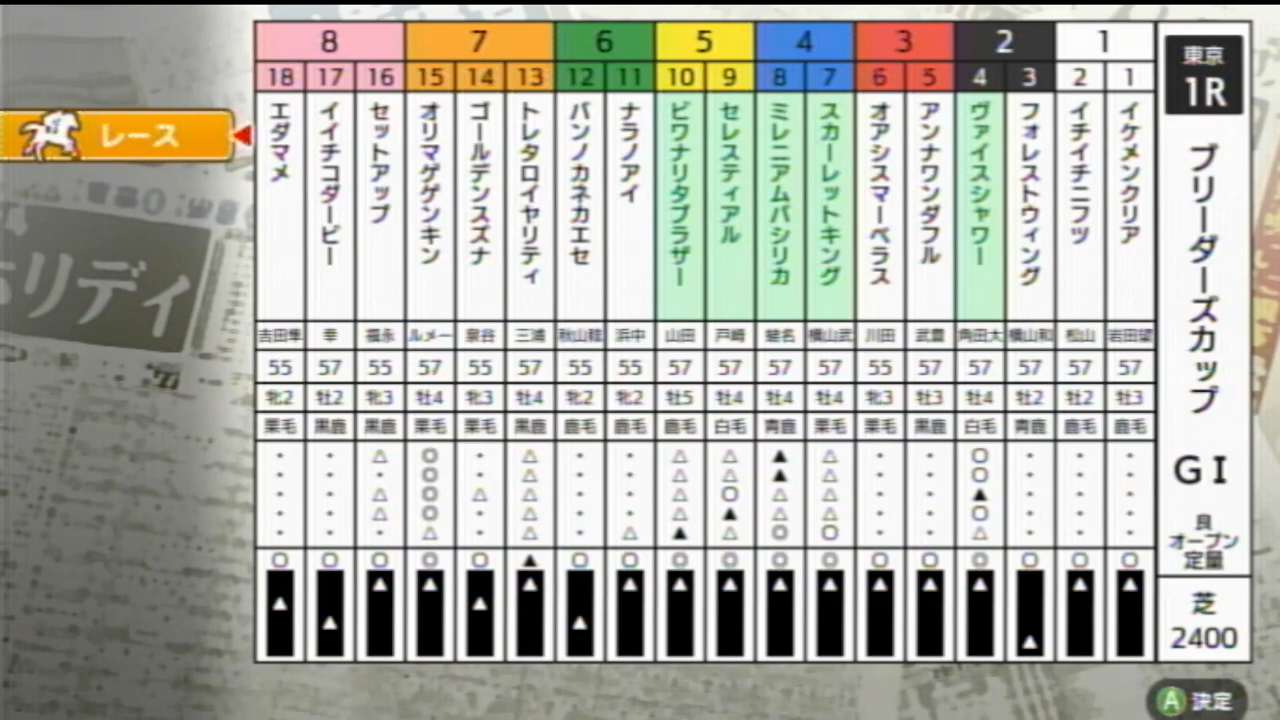 レース
東京
1R
ブリーダーズカップ
GⅠ
良
オープン
定量
芝
2400
8 7 6 5 4 3 2 1
18 17 16 15 14 13 12 11 10 9 8 7 6 5 4 3 2 1
イケメンクリア
イチイチニフツ
フォレストウィング
ヴァイスシャワー
アンナワンダフル
オアシスマーベラス
スカーレットキング
ミレニアムバシリカ
セレスティアル
ビワナリタブラザー
ナラノアイ
バンノカネカエセ
トレタロイヤリティ
ゴールデンスズナ
オリマゲゲンキン
セットアップ
イイチコダービー
エダマメ
吉田隼 幸 福永 ルメー 泉谷 三浦 秋山稔 浜中 山田 戸崎 蛯名 横山武 川田 武豊 角田大 横山和 松山 岩田望
55 57 55 57 55 57 55 55 57 57 57 57 55 57 57 57 57 57
牝2 牡2 牝3 牡4 牝3 牡4 牝2 牝2 牡5 牡4 牡4 牡4 牝3 牡3 牡4 牡2 牡2 牡3
栗毛 黒鹿 黒鹿 栗毛 栗毛 黒鹿 鹿毛 鹿毛 鹿毛 白毛 青鹿 栗毛 栗毛 黒鹿 白毛 青鹿 鹿毛 鹿毛
A 決定